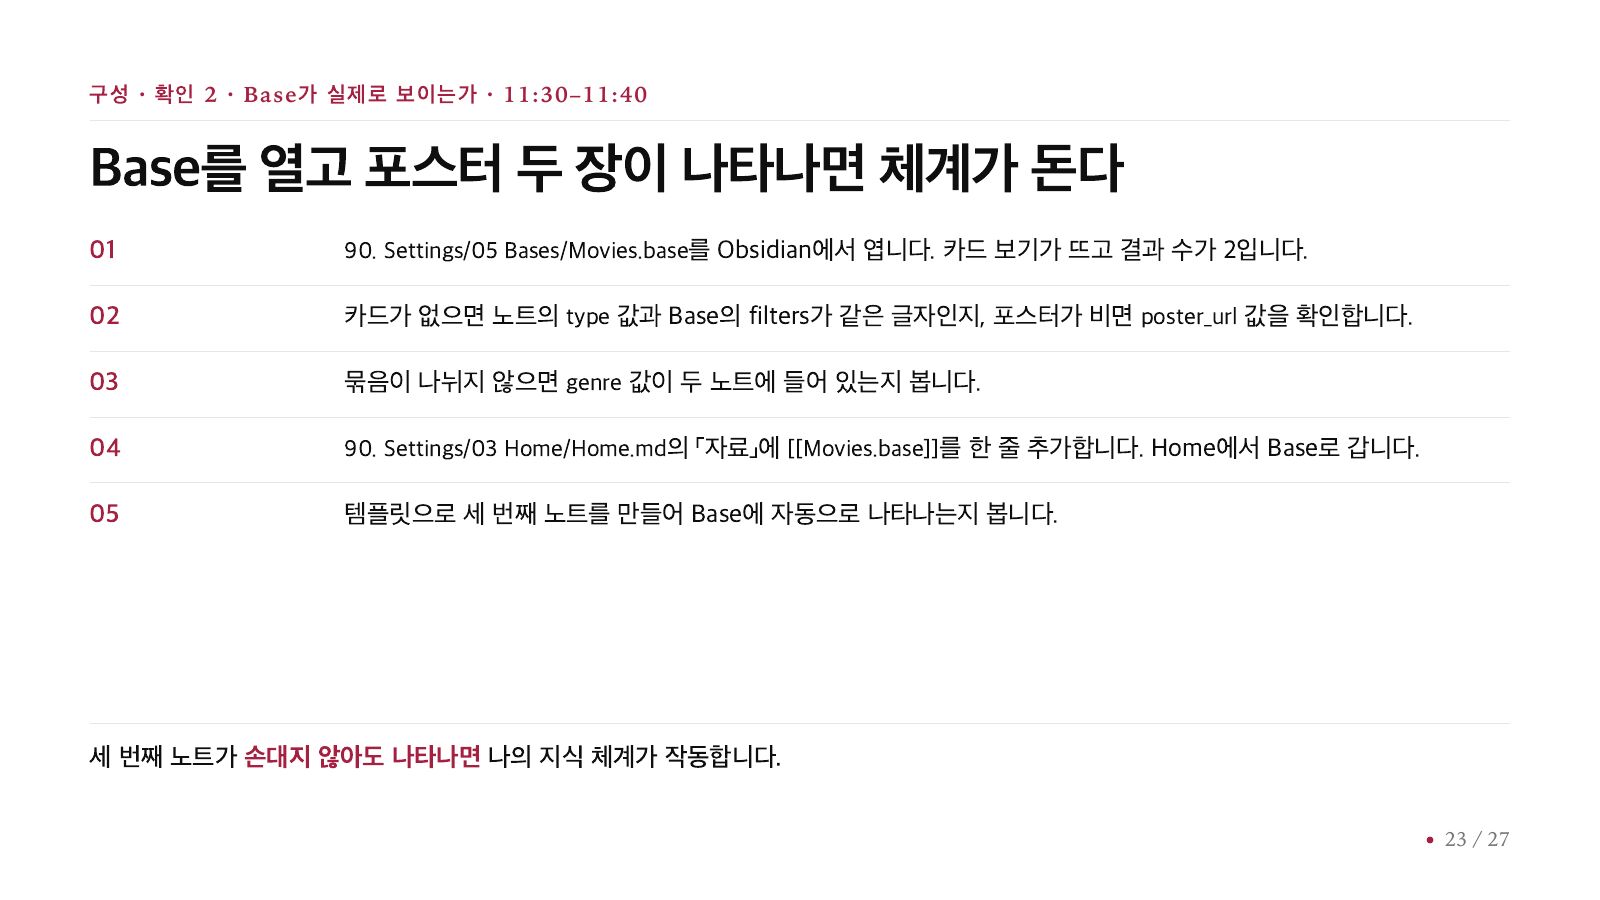 구성 · 확인 2 · Base가 실제로 보이는가 · 11:30–11:40
Base를 열고 포스터 두 장이 나타나면 체계가 돈다
01 90. Settings/05 Bases/Movies.base를 Obsidian에서 엽니다. 카드 보기가 뜨고 결과 수가 2입니다.
02 카드가 없으면 노트의 type 값과 Base의 filters가 같은 글자인지, 포스터가 비면 poster_url 값을 확인합니다.
03 묶음이 나뉘지 않으면 genre 값이 두 노트에 들어 있는지 봅니다.
04 90. Settings/03 Home/Home.md의 「자료」에 [[Movies.base]]를 한 줄 추가합니다. Home에서 Base로 갑니다.
05 템플릿으로 세 번째 노트를 만들어 Base에 자동으로 나타나는지 봅니다.
세 번째 노트가 손대지 않아도 나타나면 나의 지식 체계가 작동합니다.
• 23 / 27